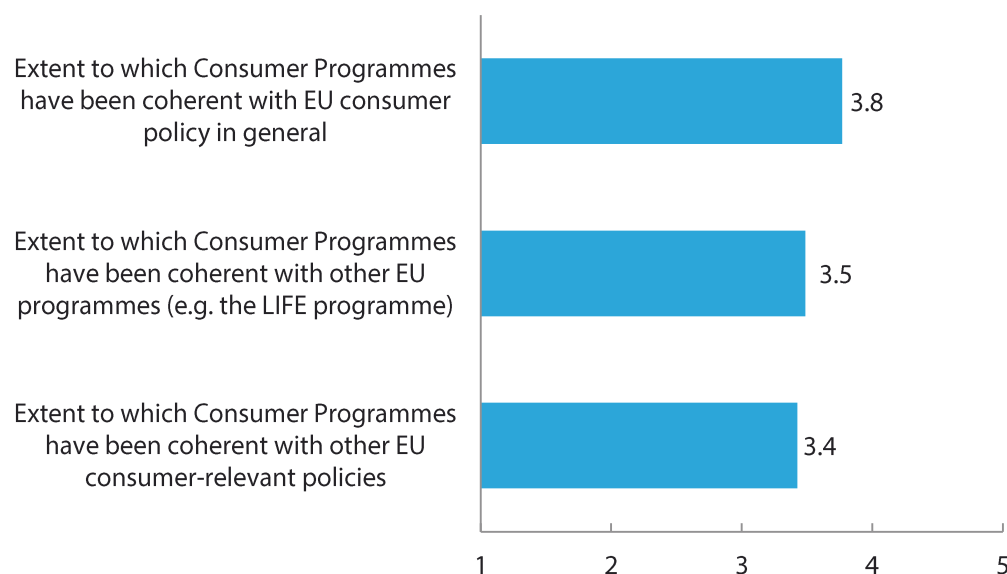 Extent to which Consumer Programmes
have been coherent with EU consumer
policy in general
3.8
Extent to which Consumer Programmes
have been coherent with other EU
programmes (e.g. the LIFE programme)
3.5
Extent to which Consumer Programmes
have been coherent with other EU
consumer-relevant policies
3.4
1 2 3 4 5